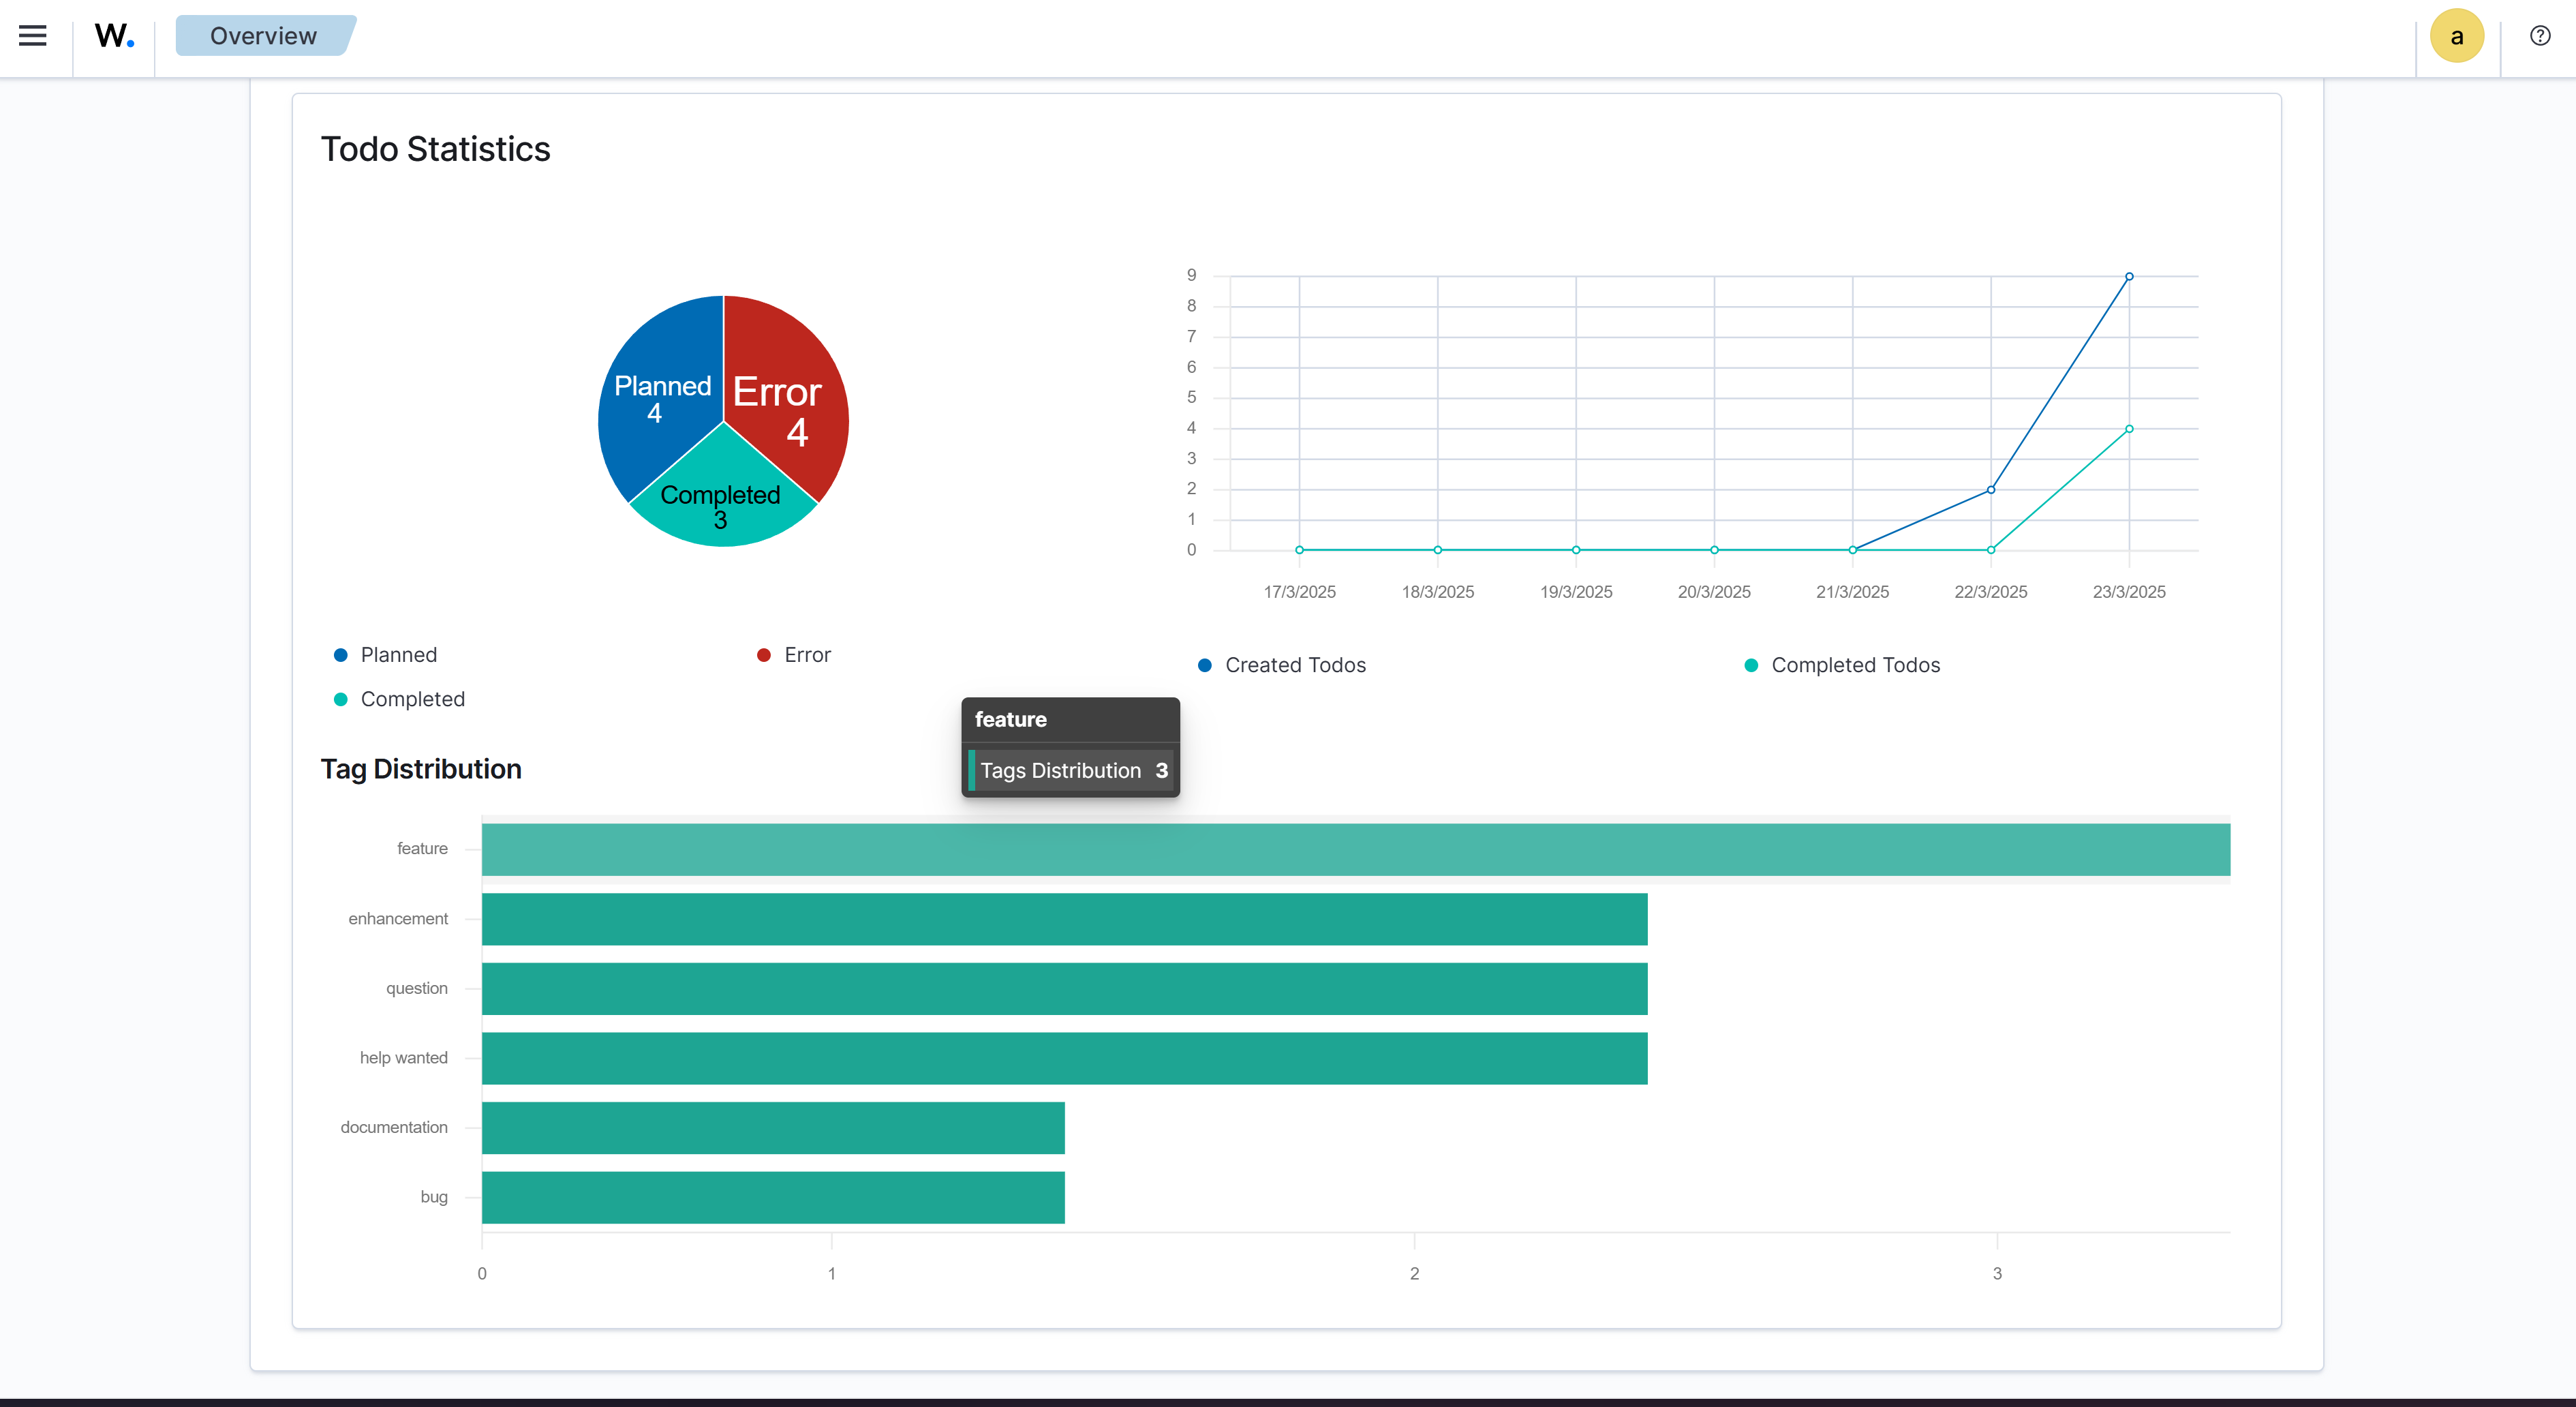 W.
Overview
a
?
Todo Statistics
Planned
4
Error
4
Completed
3
Planned
Error
Completed
9
8
7
6
5
4
3
2
1
0
17/3/2025 18/3/2025 19/3/2025 20/3/2025 21/3/2025 22/3/2025 23/3/2025
Created Todos
Completed Todos
feature
Tags Distribution 3
Tag Distribution
feature
enhancement
question
help wanted
documentation
bug
0 1 2 3